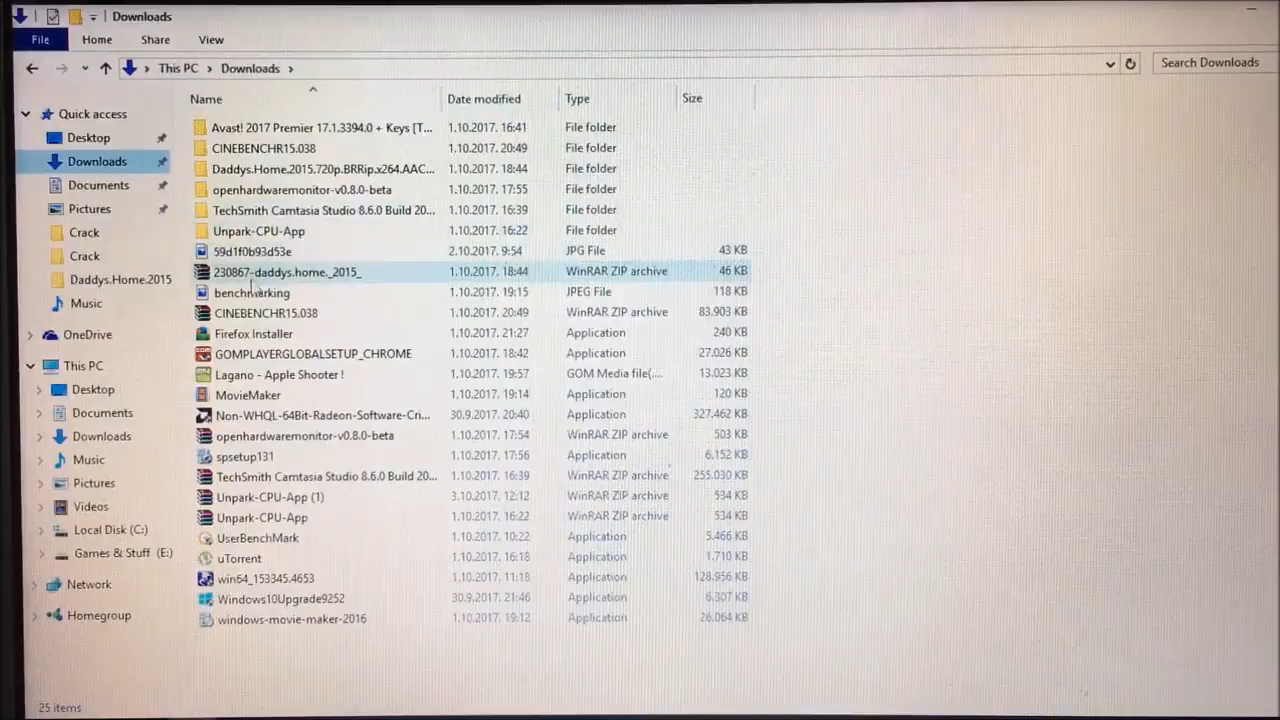 Downloads
File Home Share View
This PC Downloads Search Downloads
Name Date modified Type Size
Quick access
Desktop
Downloads
Documents
Pictures
Crack
Crack
Daddys.Home.2015
Music
OneDrive
This PC
Desktop
Documents
Downloads
Music
Pictures
Videos
Local Disk (C:)
Games & Stuff (E:)
Network
Homegroup
Avast! 2017 Premier 17.1.3394.0 + Keys [T... 1.10.2017. 16:41 File folder
CINEBENCHR15.038 1.10.2017. 20:49 File folder
Daddys.Home.2015.720p.BRRip.x264.AAC... 1.10.2017. 18:44 File folder
openhardwaremonitor-v0.8.0-beta 1.10.2017. 17:55 File folder
TechSmith Camtasia Studio 8.6.0 Build 20... 1.10.2017. 16:39 File folder
Unpark-CPU-App 1.10.2017. 16:22 File folder
59d1f0b93d53e 2.10.2017. 9:54 JPG File 43 KB
230867-daddys.home._2015_ 1.10.2017. 18:44 WinRAR ZIP archive 46 KB
benchmarking 1.10.2017. 19:15 JPEG File 118 KB
CINEBENCHR15.038 1.10.2017. 20:49 WinRAR ZIP archive 83.903 KB
Firefox Installer 1.10.2017. 21:27 Application 240 KB
GOMPLAYERGLOBALSETUP_CHROME 1.10.2017. 18:42 Application 27.026 KB
Lagano - Apple Shooter ! 1.10.2017. 19:57 GOM Media file(.... 13.023 KB
MovieMaker 1.10.2017. 19:14 Application 120 KB
Non-WHQL-64Bit-Radeon-Software-Cri... 30.9.2017. 20:40 Application 327.462 KB
openhardwaremonitor-v0.8.0-beta 1.10.2017. 17:54 WinRAR ZIP archive 503 KB
spsetup131 1.10.2017. 17:56 Application 6.152 KB
TechSmith Camtasia Studio 8.6.0 Build 20... 1.10.2017. 16:39 WinRAR ZIP archive 255.030 KB
Unpark-CPU-App (1) 3.10.2017. 12:12 WinRAR ZIP archive 534 KB
Unpark-CPU-App 1.10.2017. 16:22 WinRAR ZIP archive 534 KB
UserBenchMark 1.10.2017. 10:22 Application 5.466 KB
uTorrent 1.10.2017. 16:18 Application 1.710 KB
win64_153345.4653 1.10.2017. 11:18 Application 128.956 KB
Windows10Upgrade9252 30.9.2017. 21:46 Application 6.307 KB
windows-movie-maker-2016 1.10.2017. 19:12 Application 26.064 KB
25 items